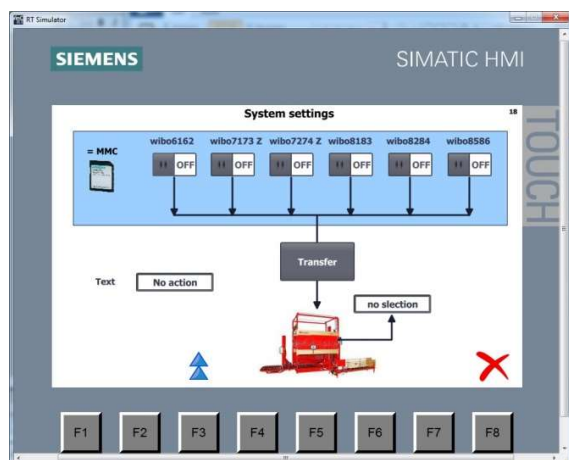 RT Simulator
SIEMENS
SIMATIC HMI
TOUCH
System settings
18
= MMC
wibo6162 wibo7173 Z wibo7274 Z wibo8183 wibo8284 wibo8586
OFF OFF OFF OFF OFF OFF
Transfer
Text No action
no slection
F1 F2 F3 F4 F5 F6 F7 F8